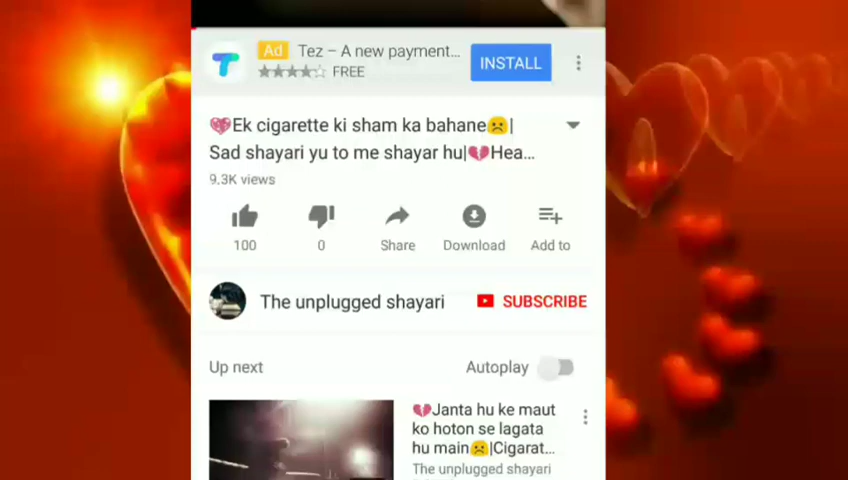 Ad Tez – A new payment…
FREE
INSTALL
💖Ek cigarette ki sham ka bahane☹️|
Sad shayari yu to me shayar hu|💔Hea…
9.3K views
100
0
Share
Download
Add to
The unplugged shayari
SUBSCRIBE
Up next
Autoplay
💔Janta hu ke maut
ko hoton se lagata
hu main☹️|Cigarat…
The unplugged shayari